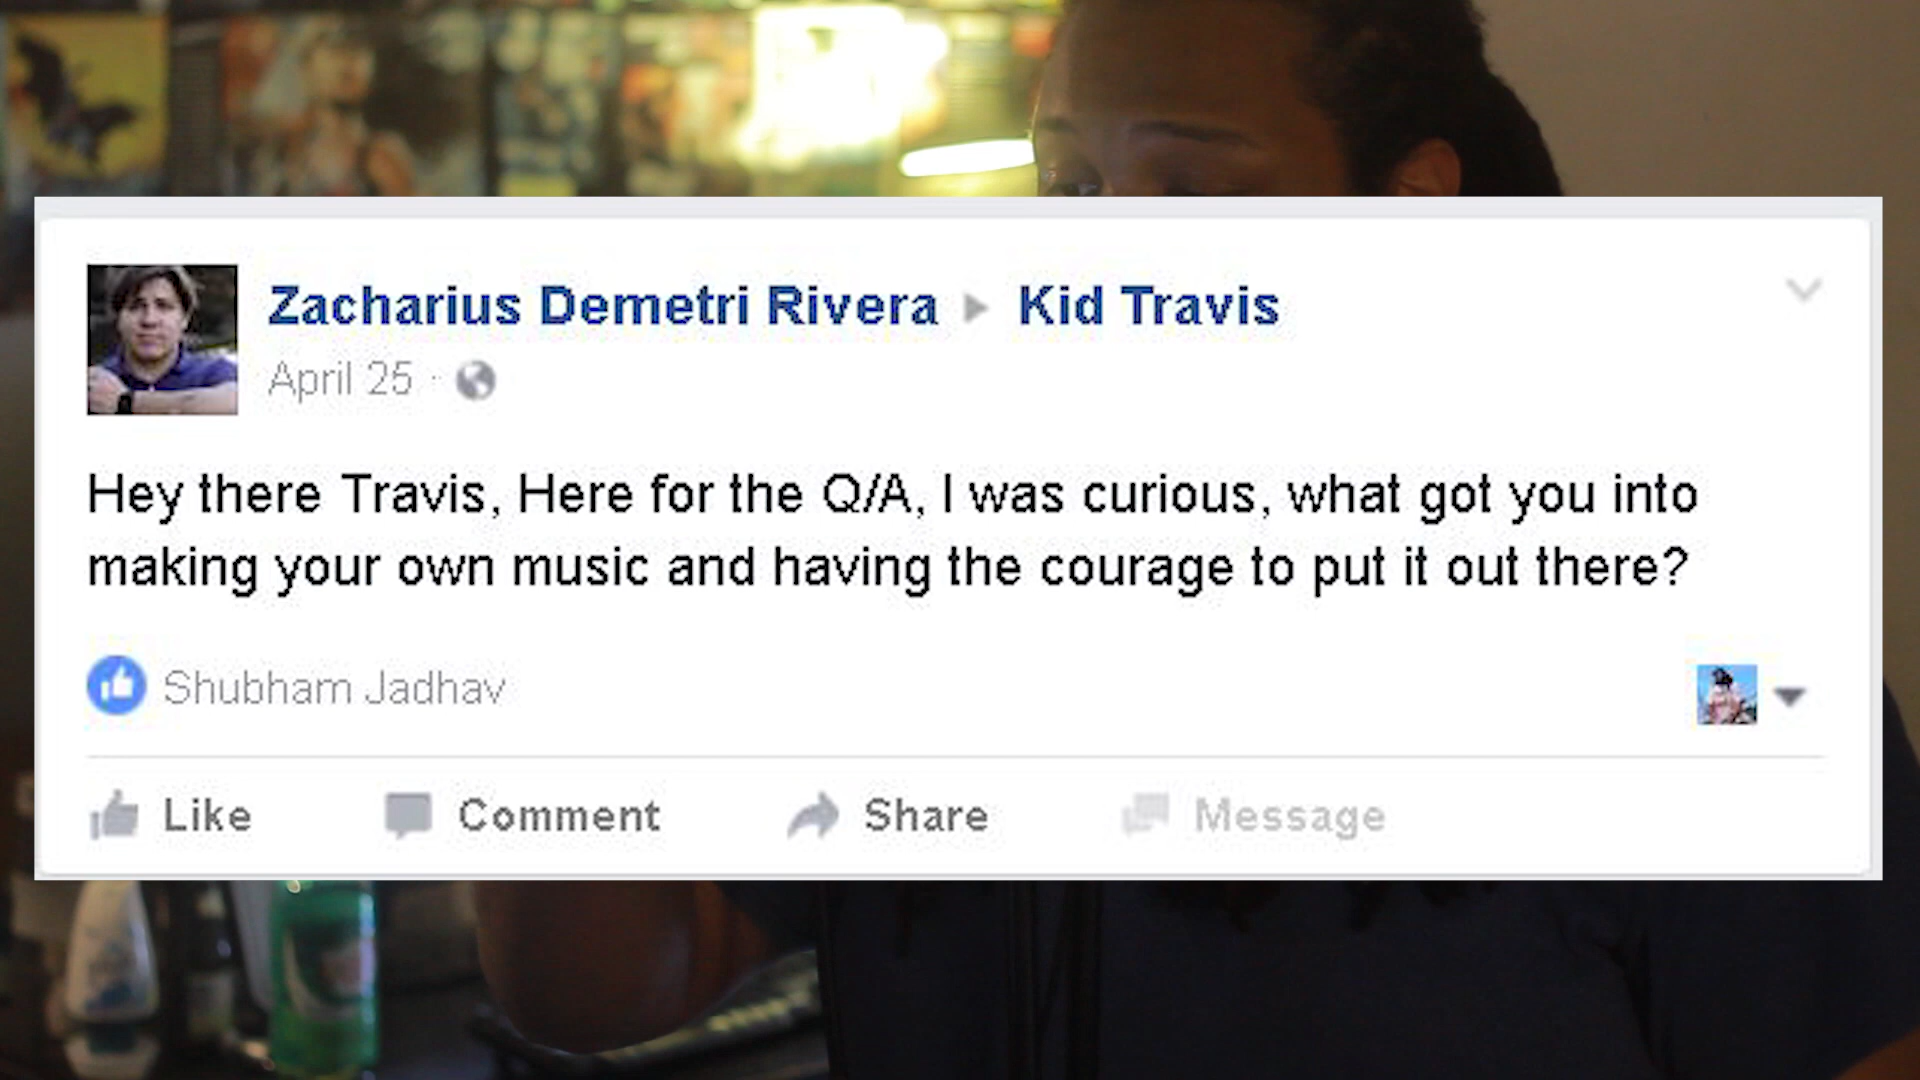 Zacharius Demetri Rivera ▶ Kid Travis
April 25 ·
Hey there Travis, Here for the Q/A, I was curious, what got you into
making your own music and having the courage to put it out there?
Shubham Jadhav
Like Comment Share Message